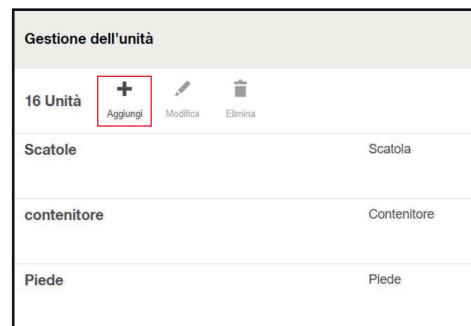 Gestione dell'unità
16 Unità Aggiungi Modifica Elimina
Scatole Scatola
contenitore Contenitore
Piede Piede